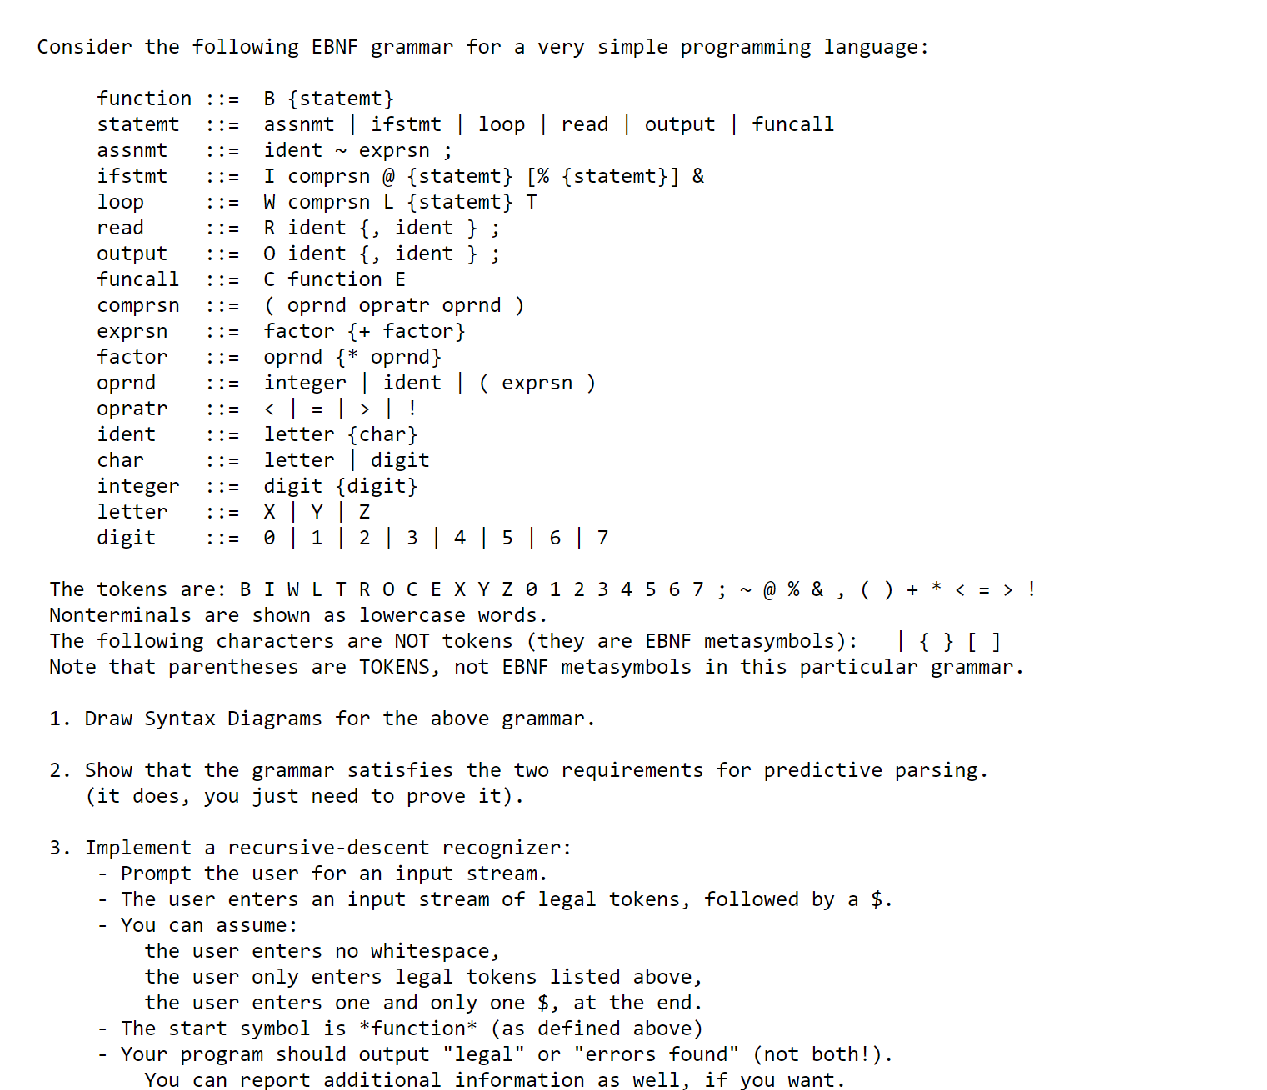 Consider the following EBNF grammar for a very simple programming language:
function ::= B {statemt}
statemt ::= assnmt | ifstmt | loop | read | output | funcall
assnmt ::= ident ~ exprsn ;
ifstmt ::= I comprsn @ {statemt} [% {statemt}] &
loop ::= W comprsn L {statemt} T
read ::= R ident {, ident } ;
output ::= O ident {, ident } ;
funcall ::= C function E
comprsn ::= ( oprnd opratr oprnd )
exprsn ::= factor {+ factor}
factor ::= oprnd {* oprnd}
oprnd ::= integer | ident | ( exprsn )
opratr ::= < | = | > | !
ident ::= letter {char}
char ::= letter | digit
integer ::= digit {digit}
letter ::= X | Y | Z
digit ::= 0 | 1 | 2 | 3 | 4 | 5 | 6 | 7
The tokens are: B I W L T R O C E X Y Z 0 1 2 3 4 5 6 7 ; ~ @ % & , ( ) + * < = > !
Nonterminals are shown as lowercase words.
The following characters are NOT tokens (they are EBNF metasymbols): | { } [ ]
Note that parentheses are TOKENS, not EBNF metasymbols in this particular grammar.
1. Draw Syntax Diagrams for the above grammar.
2. Show that the grammar satisfies the two requirements for predictive parsing.
(it does, you just need to prove it).
3. Implement a recursive-descent recognizer:
- Prompt the user for an input stream.
- The user enters an input stream of legal tokens, followed by a $.
- You can assume:
the user enters no whitespace,
the user only enters legal tokens listed above,
the user enters one and only one $, at the end.
- The start symbol is *function* (as defined above)
- Your program should output "legal" or "errors found" (not both!).
You can report additional information as well, if you want.